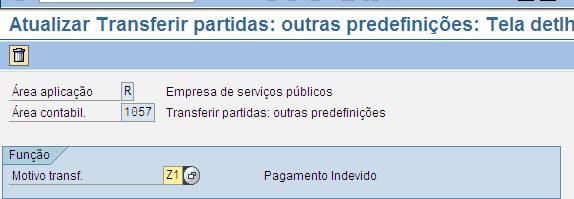 Atualizar Transferir partidas: outras predefinições: Tela detlh
Área aplicação R Empresa de serviços públicos
Área contabil. 1057 Transferir partidas: outras predefinições
Função
Motivo transf. Z1 Pagamento Indevido